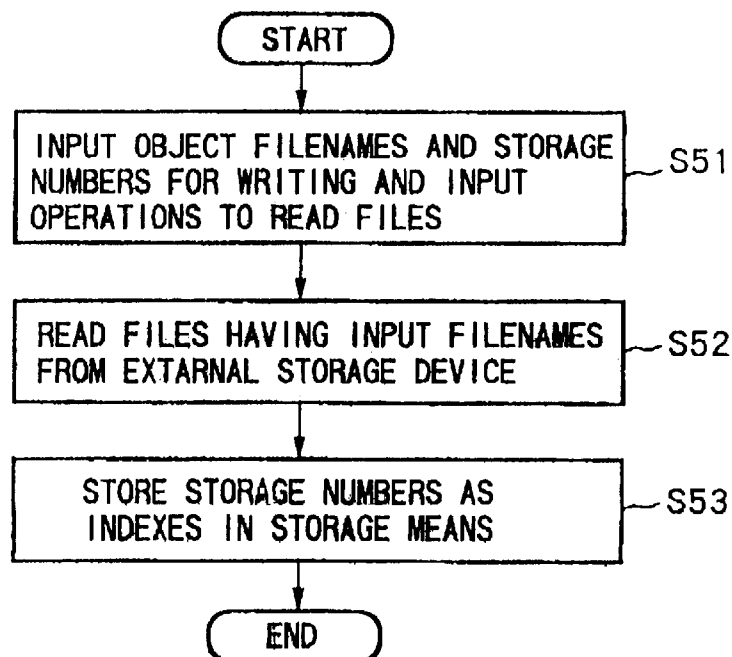 START
INPUT OBJECT FILENAMES AND STORAGE
NUMBERS FOR WRITING AND INPUT
OPERATIONS TO READ FILES
S51
READ FILES HAVING INPUT FILENAMES
FROM EXTARNAL STORAGE DEVICE
S52
STORE STORAGE NUMBERS AS
INDEXES IN STORAGE MEANS
S53
END